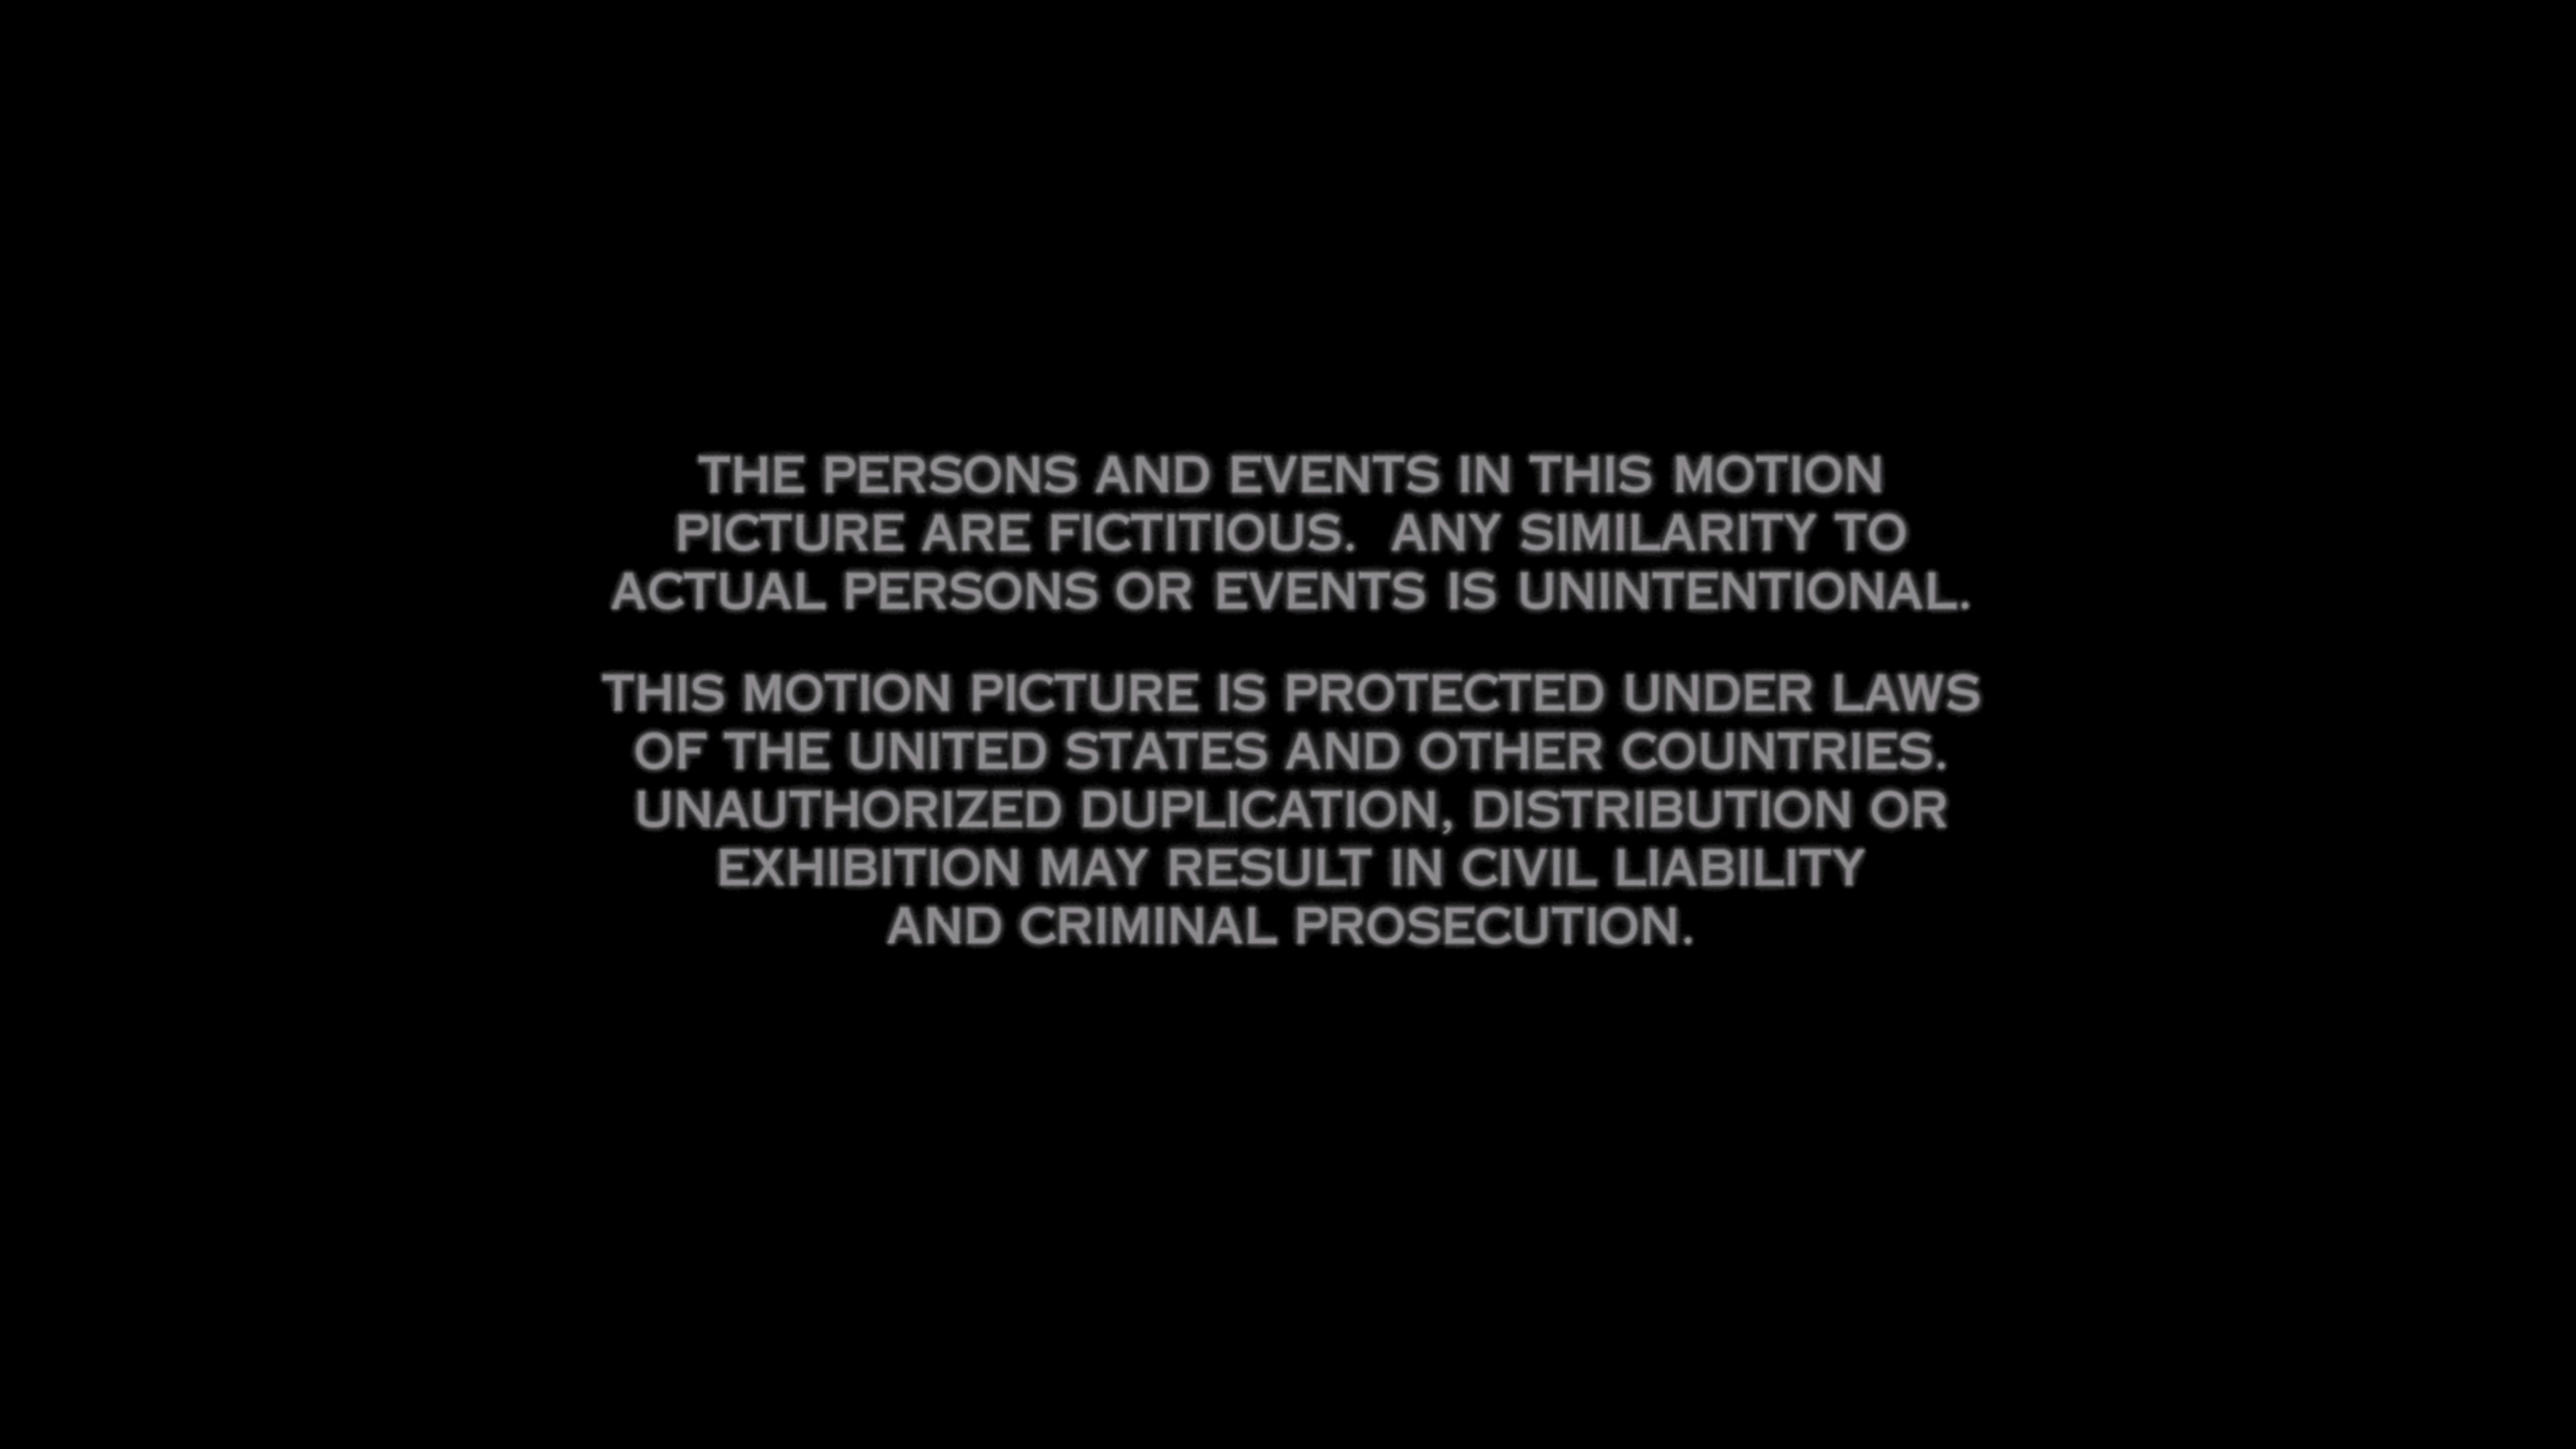 THE PERSONS AND EVENTS IN THIS MOTION
PICTURE ARE FICTITIOUS.  ANY SIMILARITY TO
ACTUAL PERSONS OR EVENTS IS UNINTENTIONAL.
THIS MOTION PICTURE IS PROTECTED UNDER LAWS
OF THE UNITED STATES AND OTHER COUNTRIES.
UNAUTHORIZED DUPLICATION, DISTRIBUTION OR
EXHIBITION MAY RESULT IN CIVIL LIABILITY
AND CRIMINAL PROSECUTION.